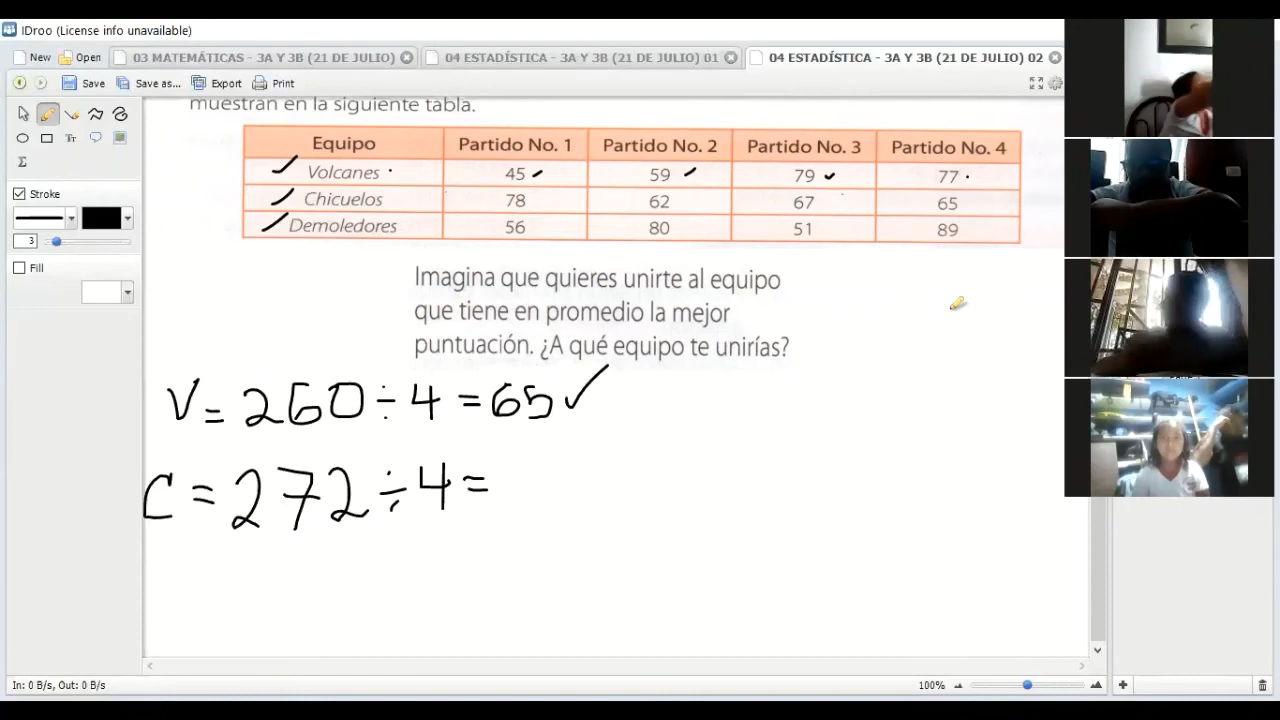 IDroo (License info unavailable)
New Open 03 MATEMÁTICAS - 3A Y 3B (21 DE JULIO) 04 ESTADÍSTICA - 3A Y 3B (21 DE JULIO) 01 04 ESTADÍSTICA - 3A Y 3B (21 DE JULIO) 02
Save Save as... Export Print
muestran en la siguiente tabla.
Equipo Partido No. 1 Partido No. 2 Partido No. 3 Partido No. 4
Volcanes 45 59 79 77
Chicuelos 78 62 67 65
Demoledores 56 80 51 89
Tr
Σ
Stroke
3
Fill
Imagina que quieres unirte al equipo
que tiene en promedio la mejor
puntuación. ¿A qué equipo te unirías?
V = 260 ÷ 4 = 65 ✓
C = 272 ÷ 4 =
In: 0 B/s, Out: 0 B/s 100%